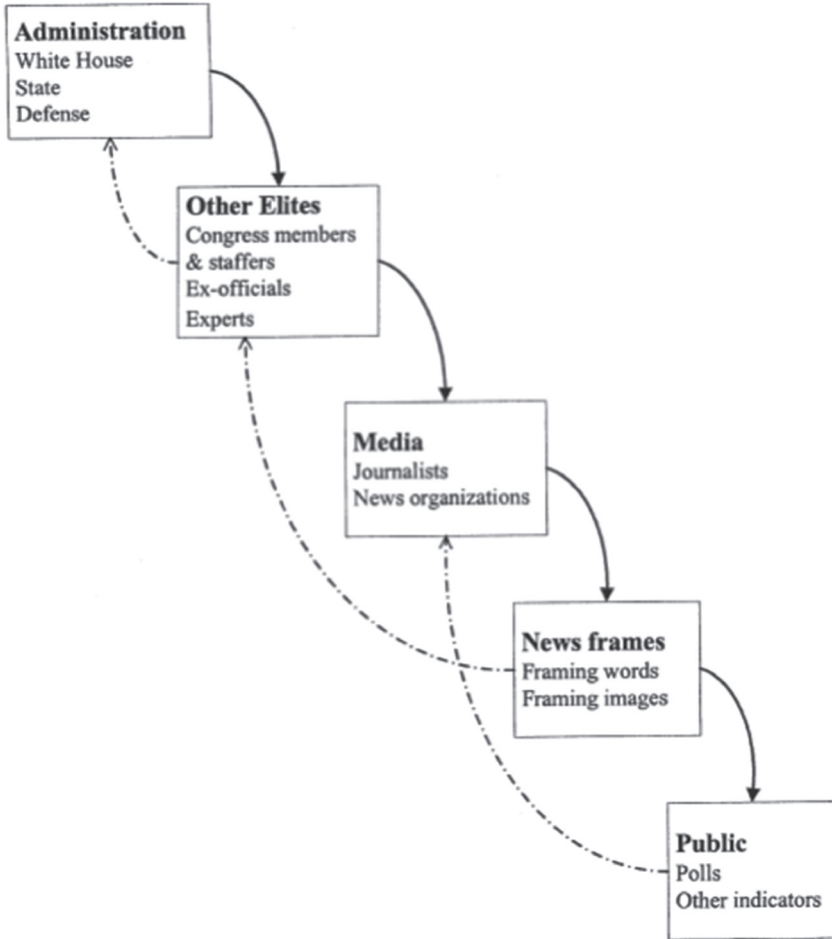 Administration
White House
State
Defense
Other Elites
Congress members
& staffers
Ex-officials
Experts
Media
Journalists
News organizations
News frames
Framing words
Framing images
Public
Polls
Other indicators